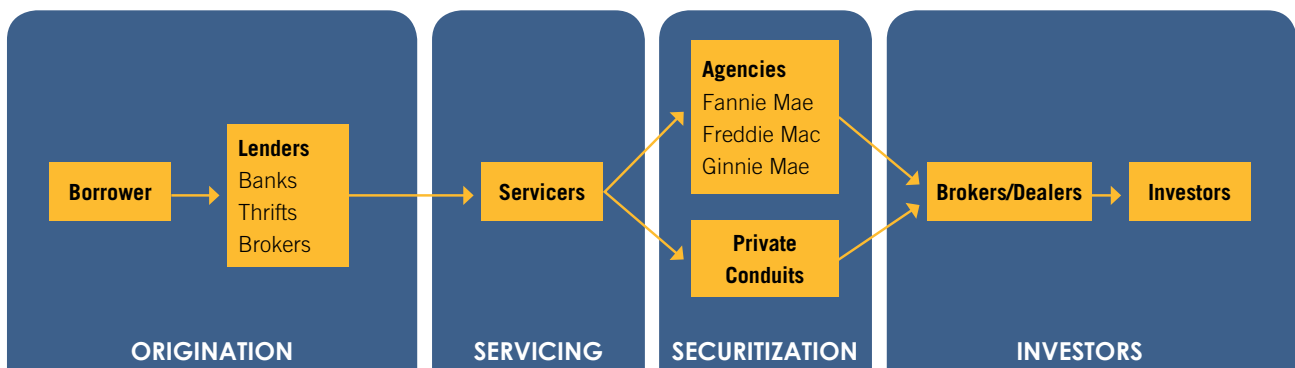 Borrower
Lenders
Banks
Thrifts
Brokers
ORIGINATION
Servicers
SERVICING
Agencies
Fannie Mae
Freddie Mac
Ginnie Mae
Private
Conduits
SECURITIZATION
Brokers/Dealers
Investors
INVESTORS